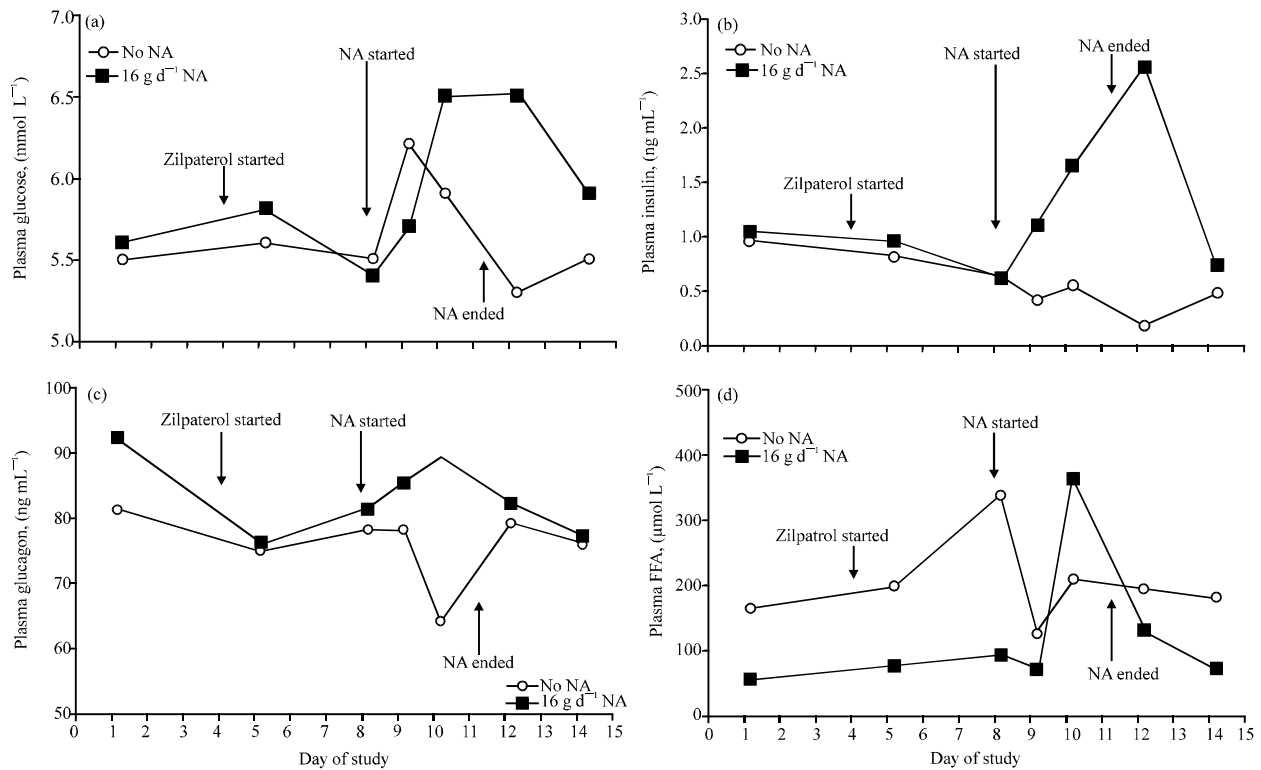 (a)
No NA
16 g d⁻¹ NA
NA started
Zilpaterol started
NA ended
Plasma glucose, (mmol L⁻¹)
7.0
6.5
6.0
5.5
5.0
(b)
No NA
16 g d⁻¹ NA
NA started
NA ended
Zilpaterol started
Plasma insulin, (ng mL⁻¹)
3.0
2.5
2.0
1.5
1.0
0.5
0.0
(c)
Zilpaterol started
NA started
NA ended
No NA
16 g d⁻¹ NA
Plasma glucagon, (ng mL⁻¹)
100
90
80
70
60
50
0 1 2 3 4 5 6 7 8 9 10 11 12 13 14 15
Day of study
(d)
No NA
16 g d⁻¹ NA
NA started
Zilpatrol started
NA ended
Plasma FFA, (µmol L⁻¹)
500
400
300
200
100
0
0 1 2 3 4 5 6 7 8 9 10 11 12 13 14 15
Day of study